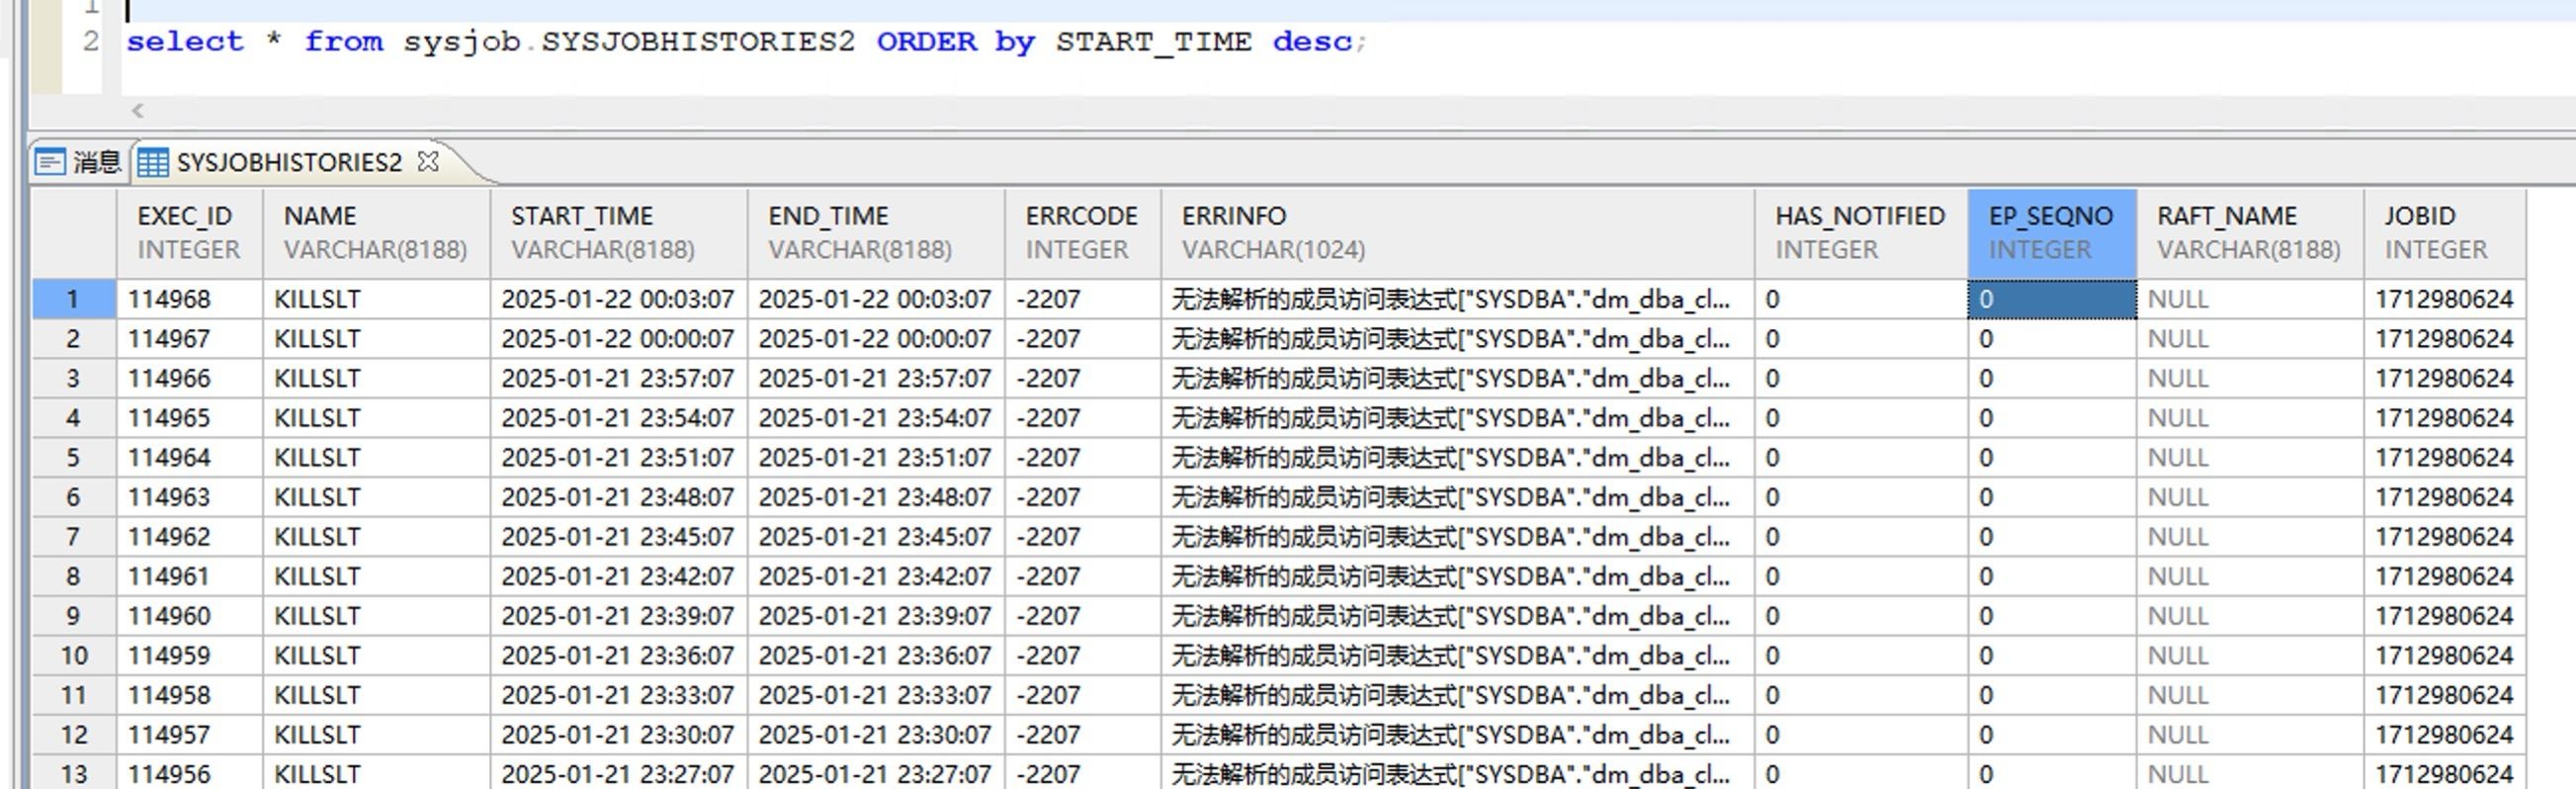 1
2 select * from sysjob.SYSJOBHISTORIES2 ORDER by START_TIME desc;
消息 SYSJOBHISTORIES2
EXEC_ID NAME START_TIME END_TIME ERRCODE ERRINFO HAS_NOTIFIED EP_SEQNO RAFT_NAME JOBID
INTEGER VARCHAR(8188) VARCHAR(8188) VARCHAR(8188) INTEGER VARCHAR(1024) INTEGER INTEGER VARCHAR(8188) INTEGER
1 114968 KILLSLT 2025-01-22 00:03:07 2025-01-22 00:03:07 -2207 无法解析的成员访问表达式["SYSDBA"."dm_dba_cl... 0 0 NULL 1712980624
2 114967 KILLSLT 2025-01-22 00:00:07 2025-01-22 00:00:07 -2207 无法解析的成员访问表达式["SYSDBA"."dm_dba_cl... 0 0 NULL 1712980624
3 114966 KILLSLT 2025-01-21 23:57:07 2025-01-21 23:57:07 -2207 无法解析的成员访问表达式["SYSDBA"."dm_dba_cl... 0 0 NULL 1712980624
4 114965 KILLSLT 2025-01-21 23:54:07 2025-01-21 23:54:07 -2207 无法解析的成员访问表达式["SYSDBA"."dm_dba_cl... 0 0 NULL 1712980624
5 114964 KILLSLT 2025-01-21 23:51:07 2025-01-21 23:51:07 -2207 无法解析的成员访问表达式["SYSDBA"."dm_dba_cl... 0 0 NULL 1712980624
6 114963 KILLSLT 2025-01-21 23:48:07 2025-01-21 23:48:07 -2207 无法解析的成员访问表达式["SYSDBA"."dm_dba_cl... 0 0 NULL 1712980624
7 114962 KILLSLT 2025-01-21 23:45:07 2025-01-21 23:45:07 -2207 无法解析的成员访问表达式["SYSDBA"."dm_dba_cl... 0 0 NULL 1712980624
8 114961 KILLSLT 2025-01-21 23:42:07 2025-01-21 23:42:07 -2207 无法解析的成员访问表达式["SYSDBA"."dm_dba_cl... 0 0 NULL 1712980624
9 114960 KILLSLT 2025-01-21 23:39:07 2025-01-21 23:39:07 -2207 无法解析的成员访问表达式["SYSDBA"."dm_dba_cl... 0 0 NULL 1712980624
10 114959 KILLSLT 2025-01-21 23:36:07 2025-01-21 23:36:07 -2207 无法解析的成员访问表达式["SYSDBA"."dm_dba_cl... 0 0 NULL 1712980624
11 114958 KILLSLT 2025-01-21 23:33:07 2025-01-21 23:33:07 -2207 无法解析的成员访问表达式["SYSDBA"."dm_dba_cl... 0 0 NULL 1712980624
12 114957 KILLSLT 2025-01-21 23:30:07 2025-01-21 23:30:07 -2207 无法解析的成员访问表达式["SYSDBA"."dm_dba_cl... 0 0 NULL 1712980624
13 114956 KILLSLT 2025-01-21 23:27:07 2025-01-21 23:27:07 -2207 无法解析的成员访问表达式["SYSDBA"."dm_dba_cl... 0 0 NULL 1712980624